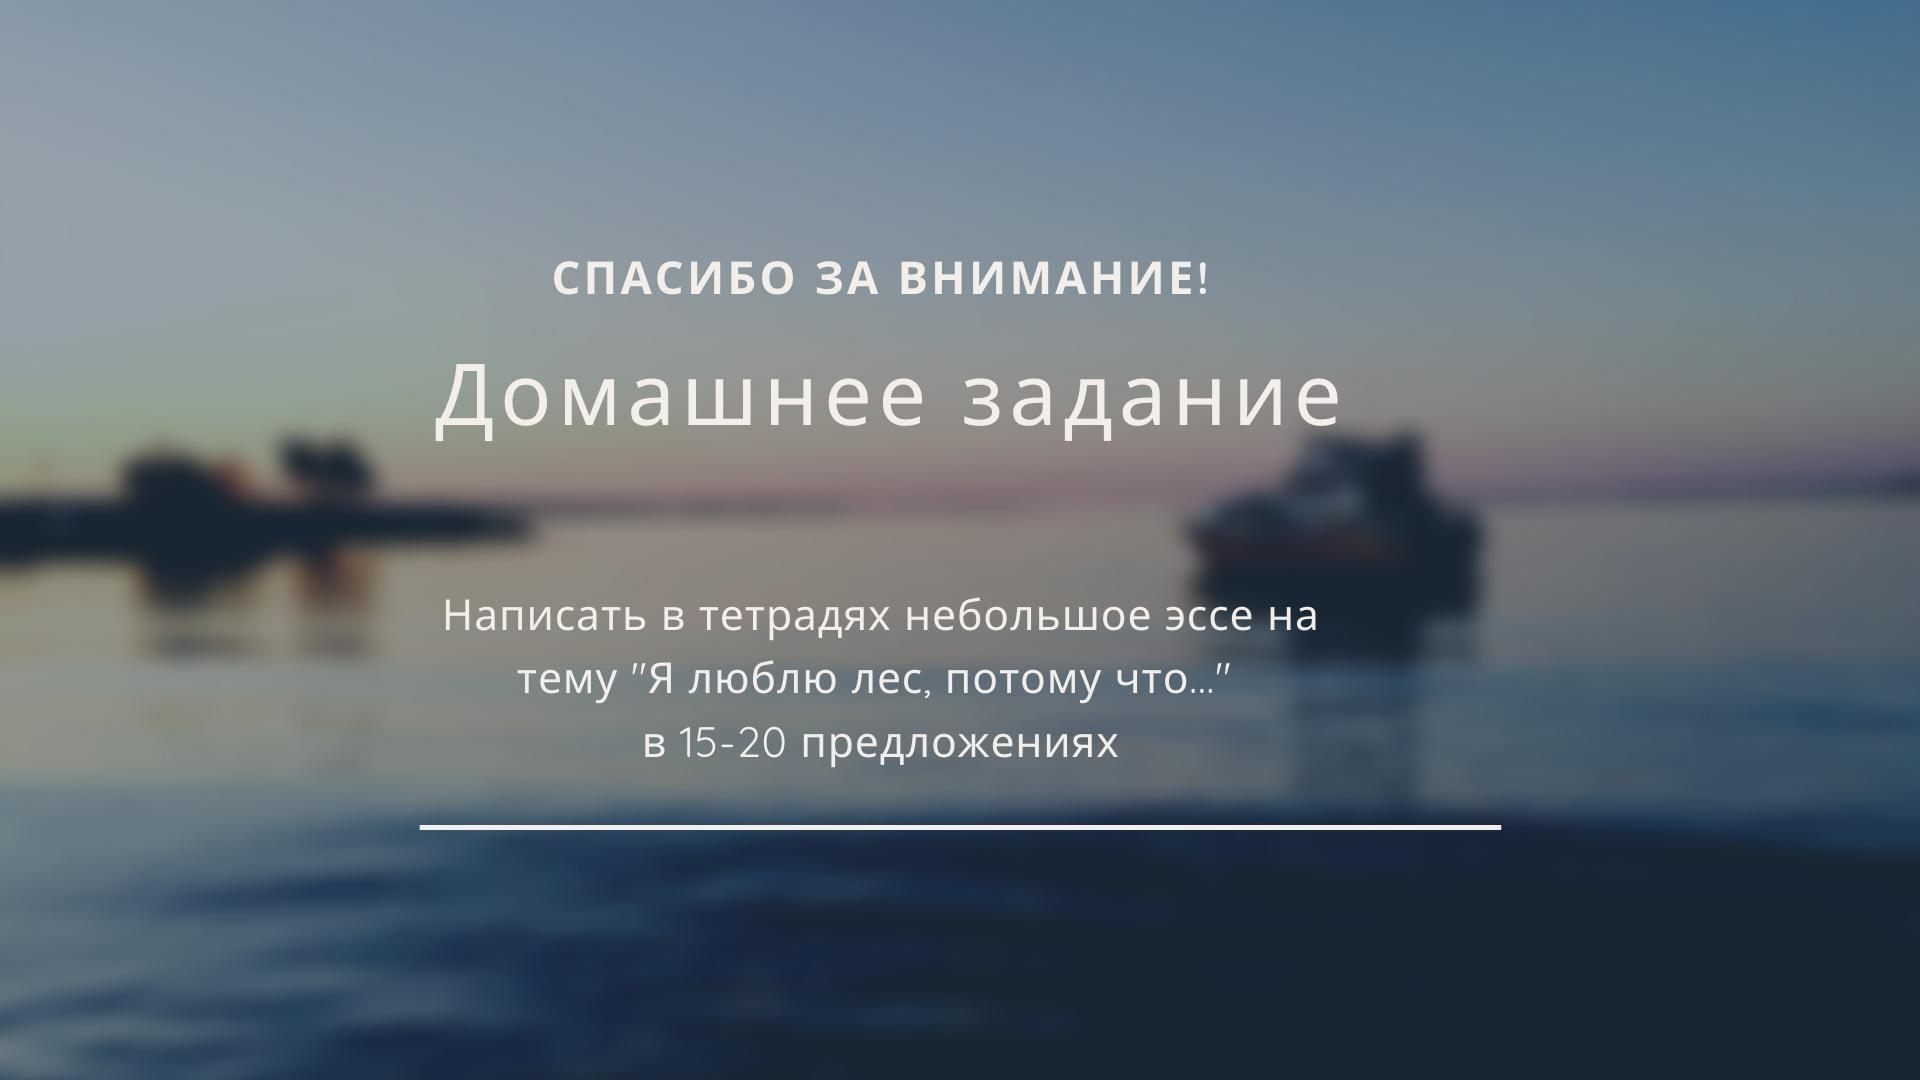 СПАСИБО ЗА ВНИМАНИЕ!
Домашнее задание
Написать в тетрадях небольшое эссе на
тему "Я люблю лес, потому что..."
в 15-20 предложениях